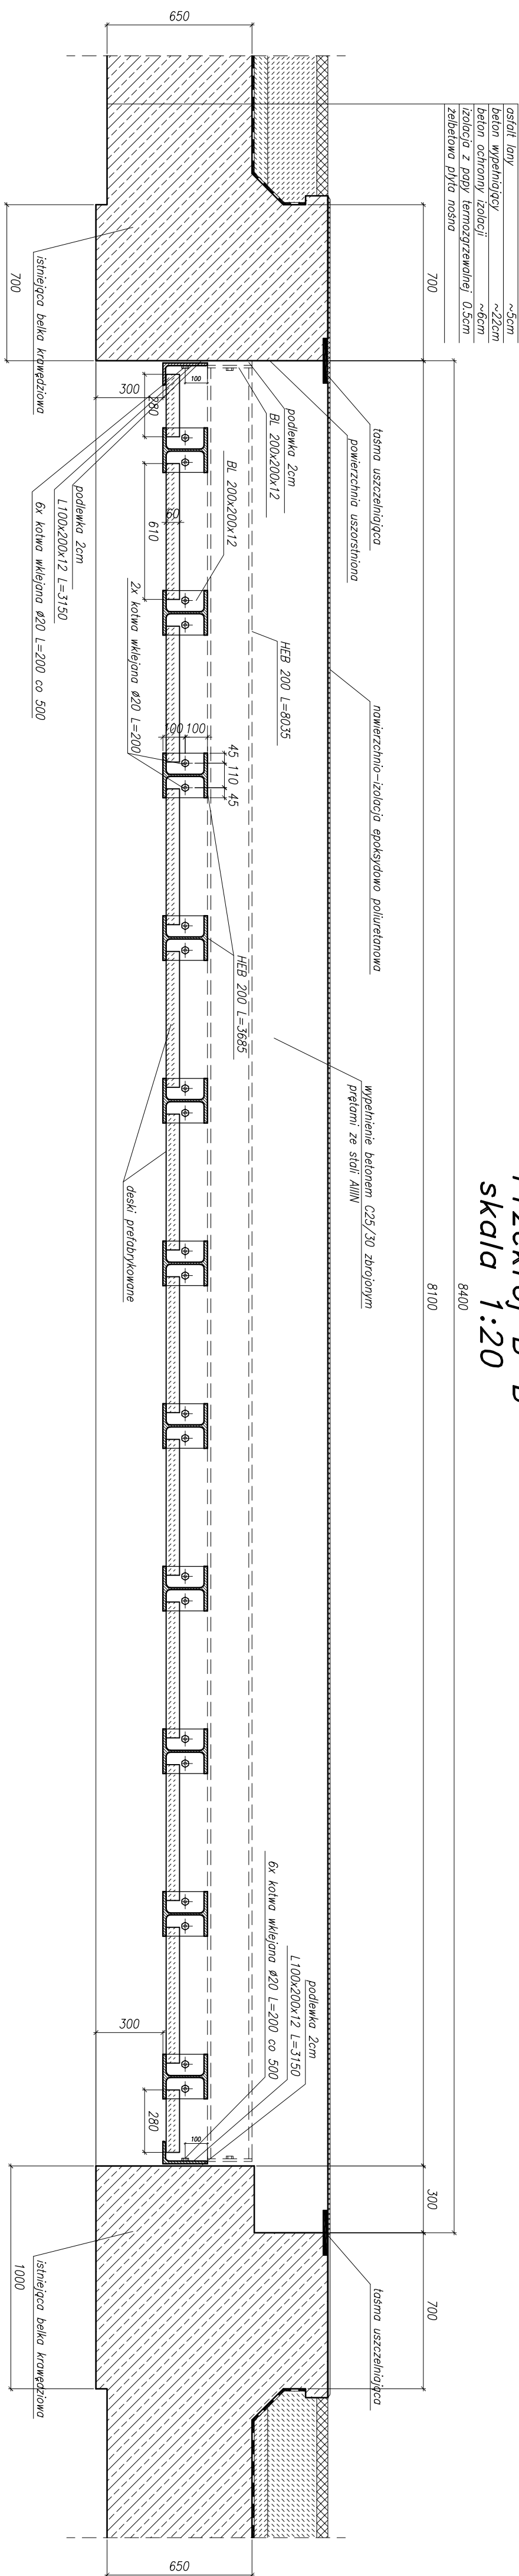 Przekrój B-B
skala 1:20
asfalt lany ~5cm
beton wypełniający ~22cm
beton ochronny izolacji ~6cm
izolacja z papy termozgrzewalnej 0.5cm
żelbetowa płyta nośna
8400
700
8100
300
700
650
650
taśma uszczelniająca
powierzchnia uszorstniona
podlewka 2cm
BL 200x200x12
BL 200x200x12
nawierzchnio-izolacja epoksydowo poliuretanowa
HEB 200 L=8035
wypełnienie betonem C25/30 zbrojonym
prętami ze stali AIIIN
taśma uszczelniająca
podlewka 2cm
L100x200x12 L=3150
6x kotwa wklejana ø20 L=200 co 500
HEB 200 L=3685
45 110 45
100 100
100
100
280
610
60
280
300
300
2x kotwa wklejana ø20 L=200
deski prefabrykowane
podlewka 2cm
L100x200x12 L=3150
6x kotwa wklejana ø20 L=200 co 500
istniejąca belka krawędziowa
istniejąca belka krawędziowa
700
1000